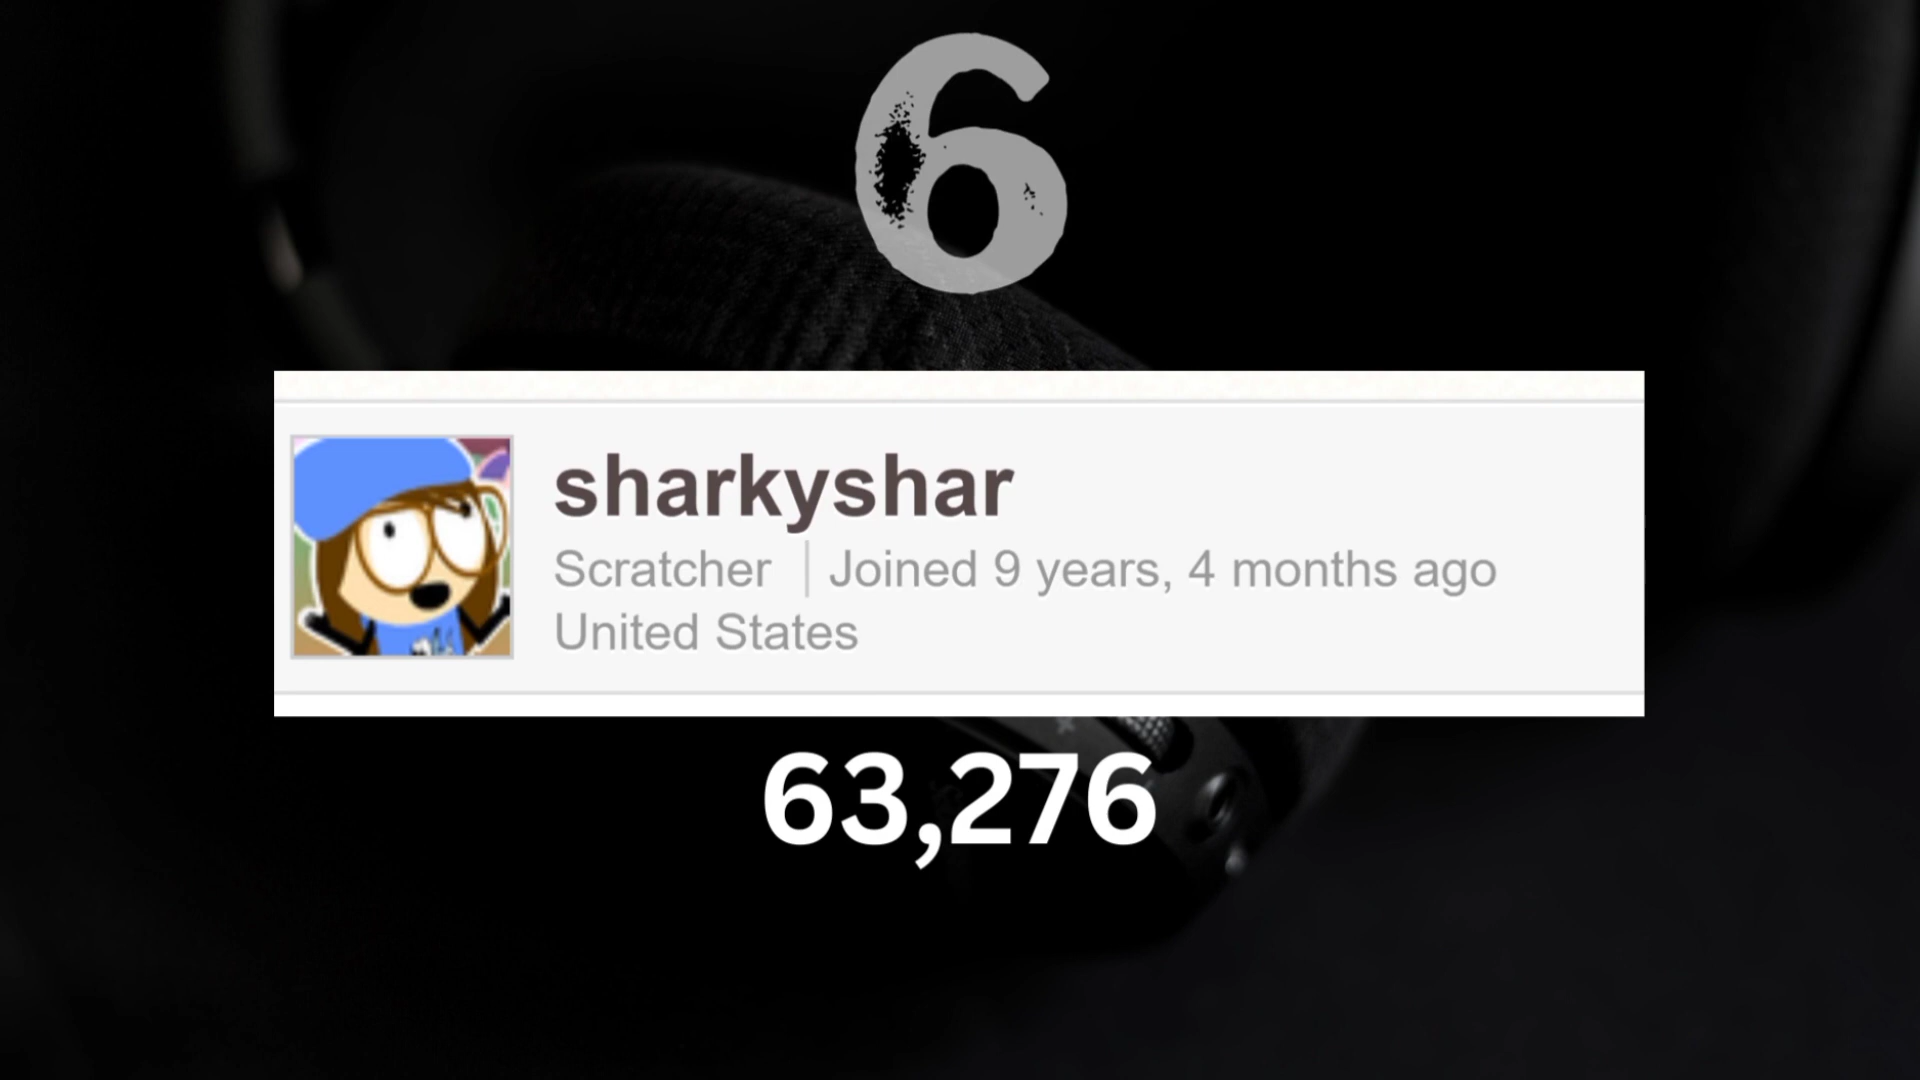 6
sharkyshar
Scratcher | Joined 9 years, 4 months ago
United States
63,276